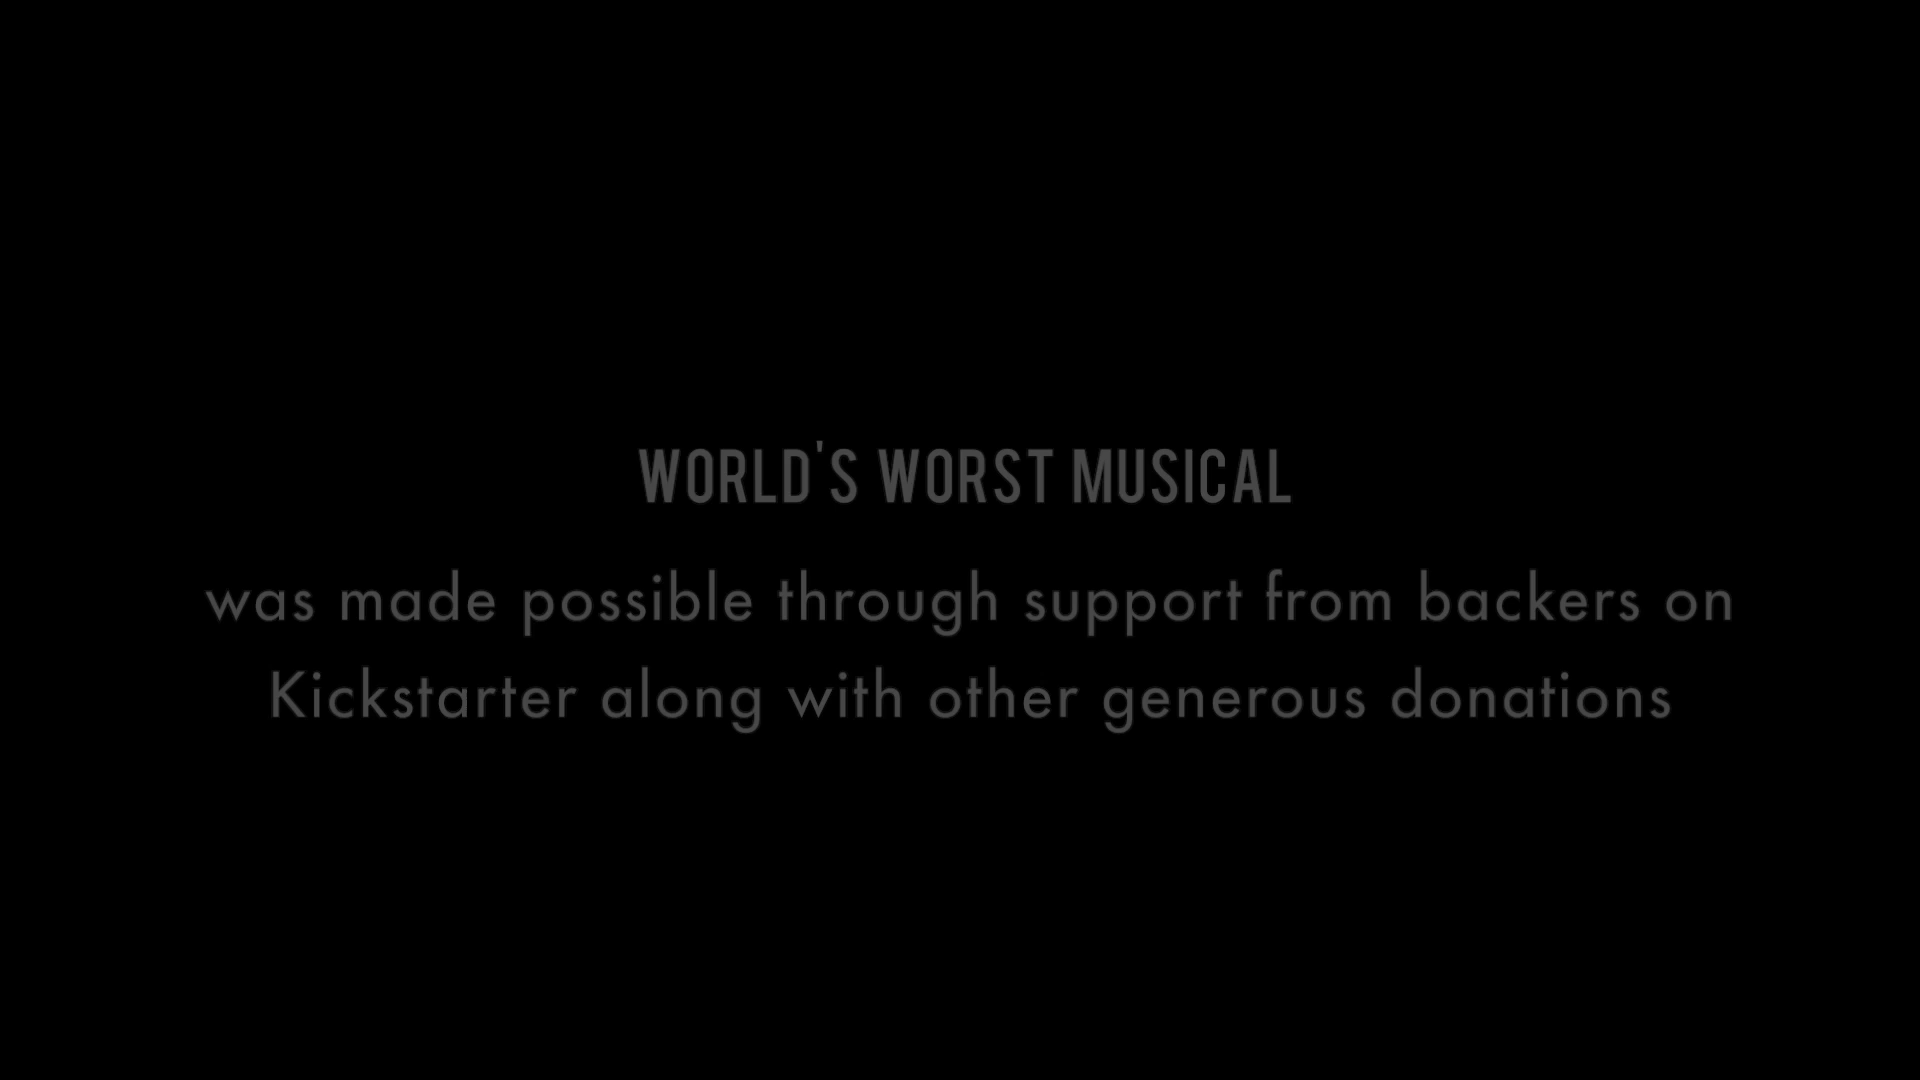 WORLD'S WORST MUSICAL
was made possible through support from backers on
Kickstarter along with other generous donations